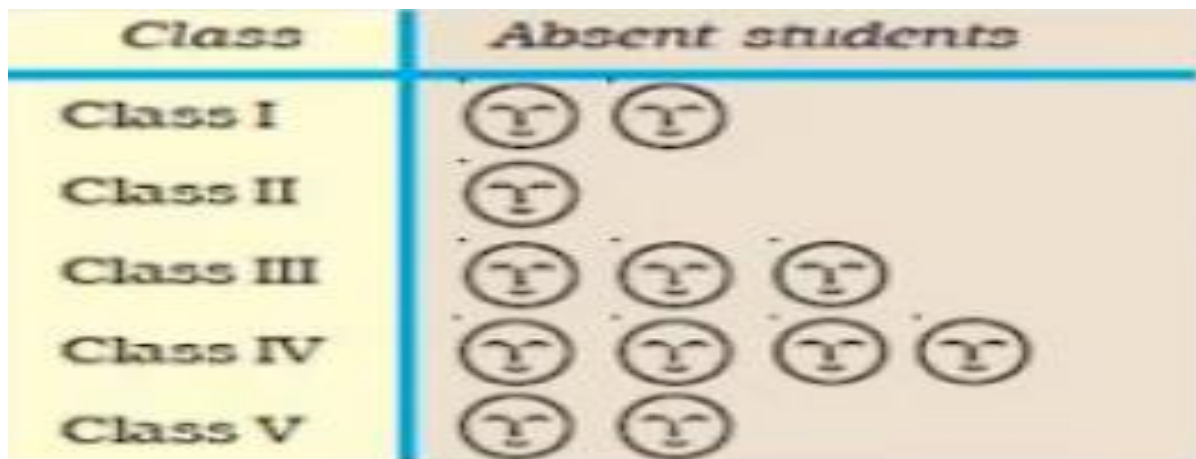 Class Absent students
Class I
Class II
Class III
Class IV
Class V